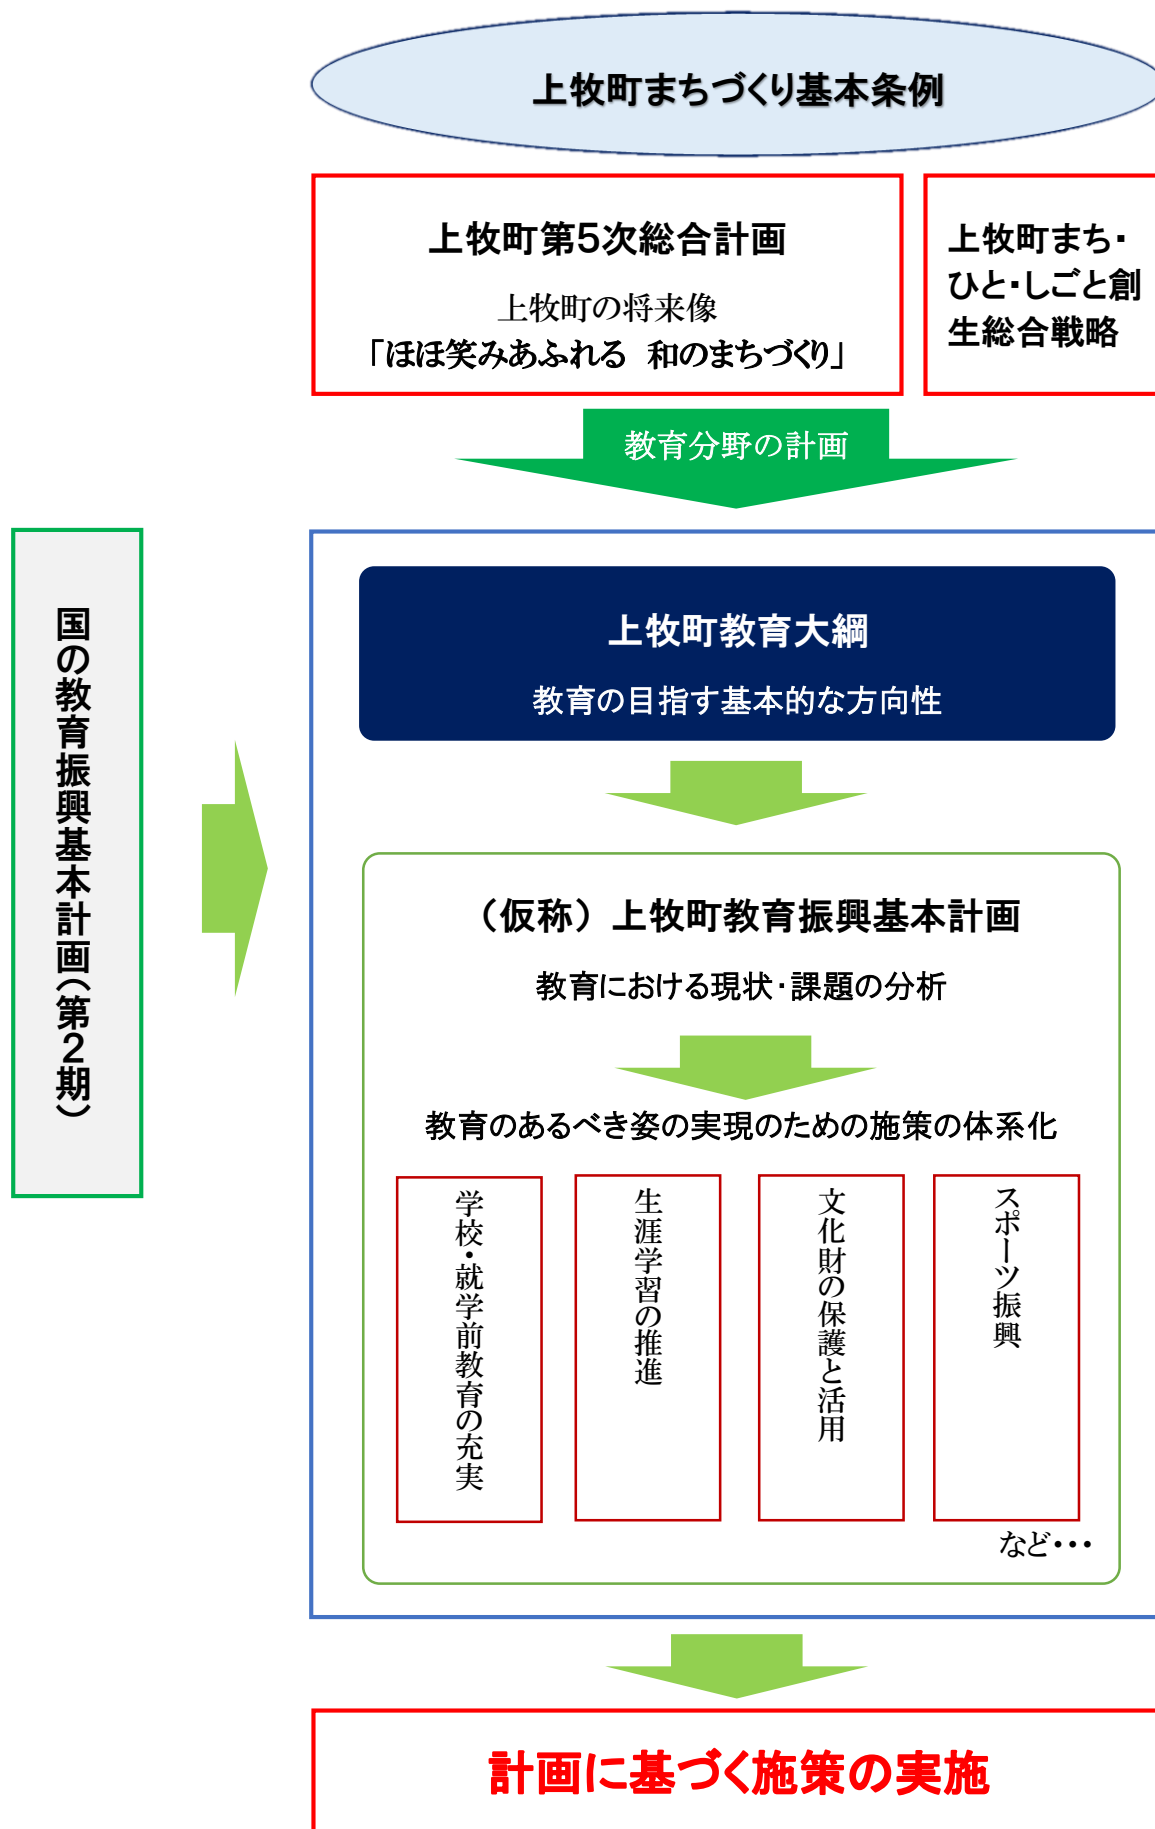 上牧町まちづくり基本条例
上牧町第5次総合計画
上牧町の将来像
「ほほ笑みあふれる　和のまちづくり」
上牧町まち・
ひと・しごと創
生総合戦略
教育分野の計画
国の教育振興基本計画（第2期）
上牧町教育大綱
教育の目指す基本的な方向性
（仮称）上牧町教育振興基本計画
教育における現状・課題の分析
教育のあるべき姿の実現のための施策の体系化
学校・就学前教育の充実
生涯学習の推進
文化財の保護と活用
スポーツ振興
など・・・
計画に基づく施策の実施